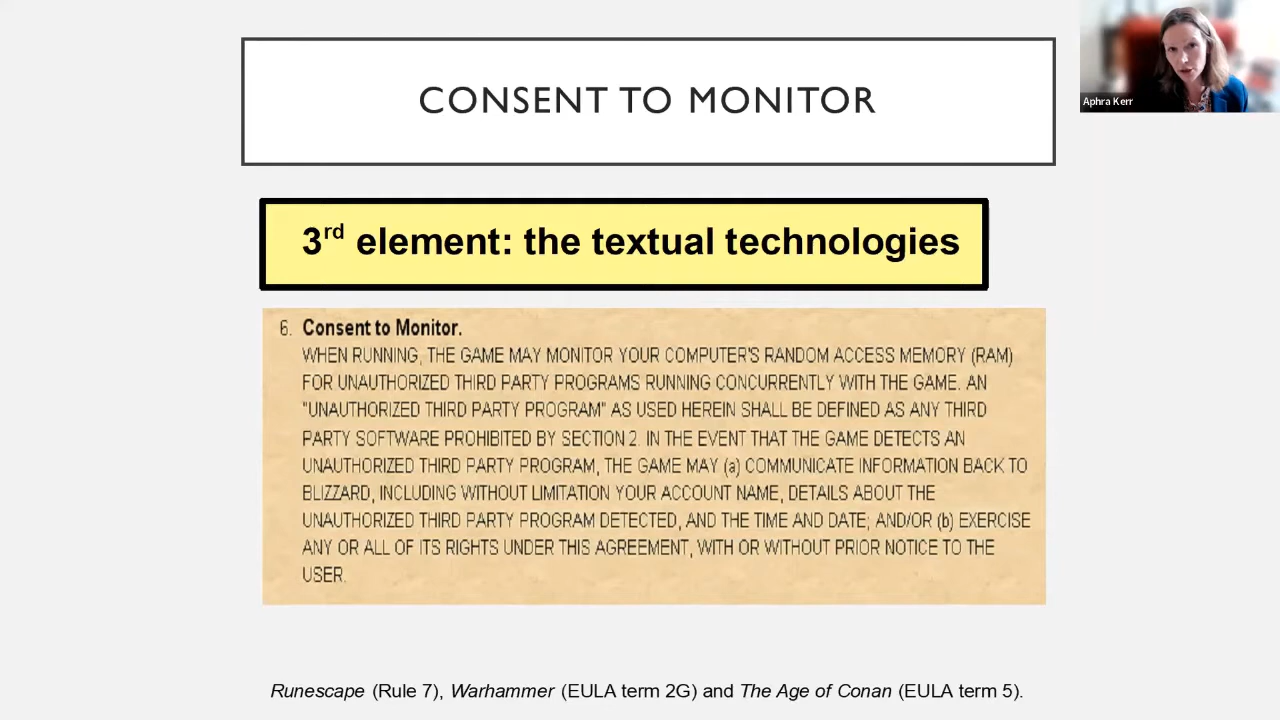 CONSENT TO MONITOR
Aphra Kerr
3rd element: the textual technologies
6. Consent to Monitor.
WHEN RUNNING, THE GAME MAY MONITOR YOUR COMPUTER'S RANDOM ACCESS MEMORY (RAM)
FOR UNAUTHORIZED THIRD PARTY PROGRAMS RUNNING CONCURRENTLY WITH THE GAME. AN
"UNAUTHORIZED THIRD PARTY PROGRAM" AS USED HEREIN SHALL BE DEFINED AS ANY THIRD
PARTY SOFTWARE PROHIBITED BY SECTION 2. IN THE EVENT THAT THE GAME DETECTS AN
UNAUTHORIZED THIRD PARTY PROGRAM, THE GAME MAY (a) COMMUNICATE INFORMATION BACK TO
BLIZZARD, INCLUDING WITHOUT LIMITATION YOUR ACCOUNT NAME, DETAILS ABOUT THE
UNAUTHORIZED THIRD PARTY PROGRAM DETECTED, AND THE TIME AND DATE; AND/OR (b) EXERCISE
ANY OR ALL OF ITS RIGHTS UNDER THIS AGREEMENT, WITH OR WITHOUT PRIOR NOTICE TO THE
USER.
Runescape (Rule 7), Warhammer (EULA term 2G) and The Age of Conan (EULA term 5).